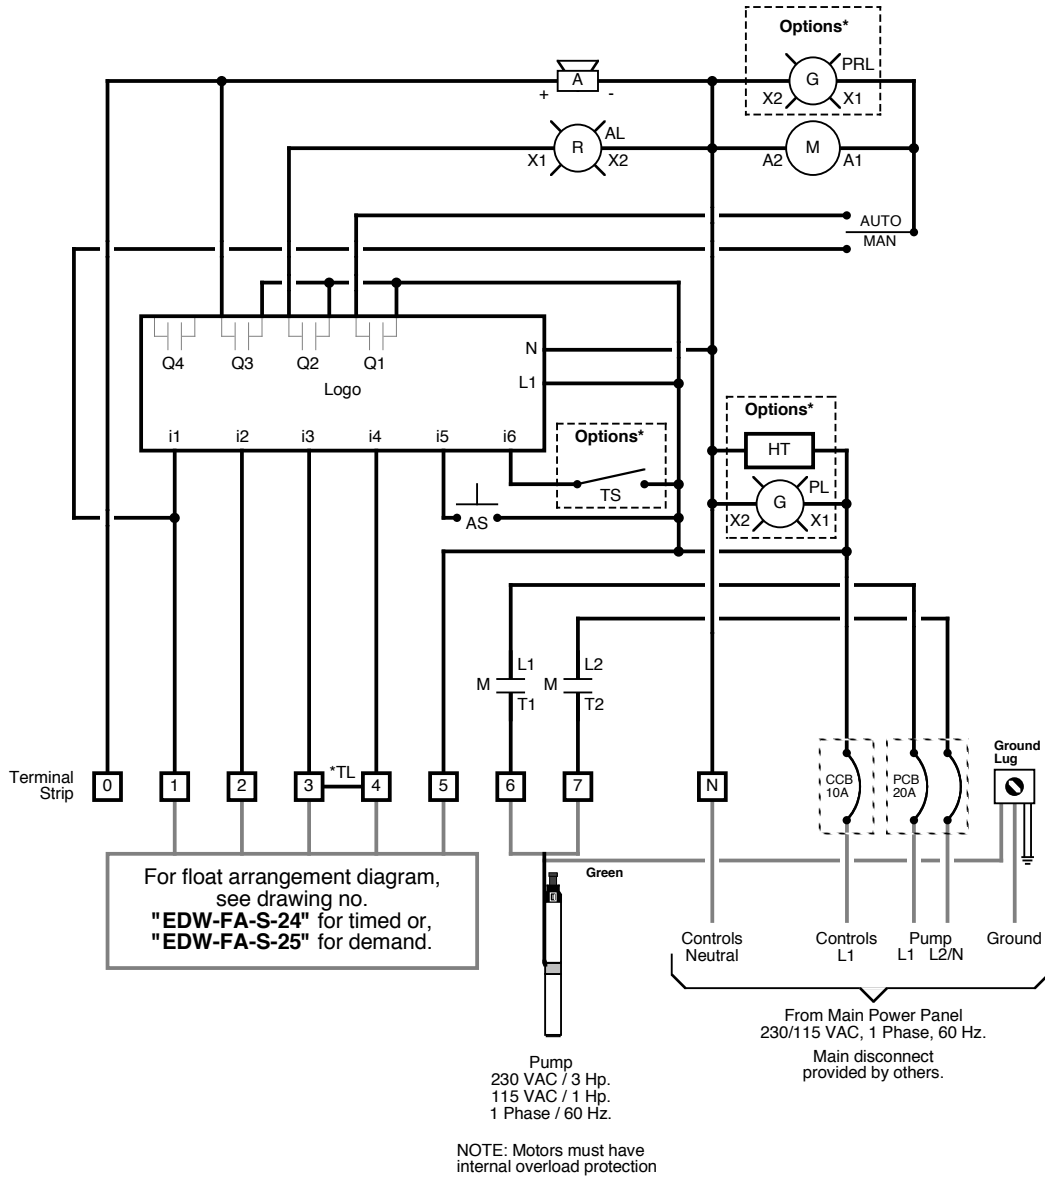 Options*
A
+ -
G
PRL
X2 X1
R
AL
X1 X2
M
A2 A1
AUTO
MAN
Q4 Q3 Q2 Q1
Logo
N
L1
i1 i2 i3 i4 i5 i6
Options*
TS
AS
Options*
HT
G
PL
X2 X1
M L1
T1
M L2
T2
Terminal
Strip
0 1 2 3 *TL 4 5 6 7 N
CCB
10A
PCB
20A
Ground
Lug
Green
For float arrangement diagram,
see drawing no.
"EDW-FA-S-24" for timed or,
"EDW-FA-S-25" for demand.
Controls
Neutral
Controls
L1
Pump
L1 L2/N
Ground
From Main Power Panel
230/115 VAC, 1 Phase, 60 Hz.
Main disconnect
provided by others.
Pump
230 VAC / 3 Hp.
115 VAC / 1 Hp.
1 Phase / 60 Hz.
NOTE: Motors must have
internal overload protection